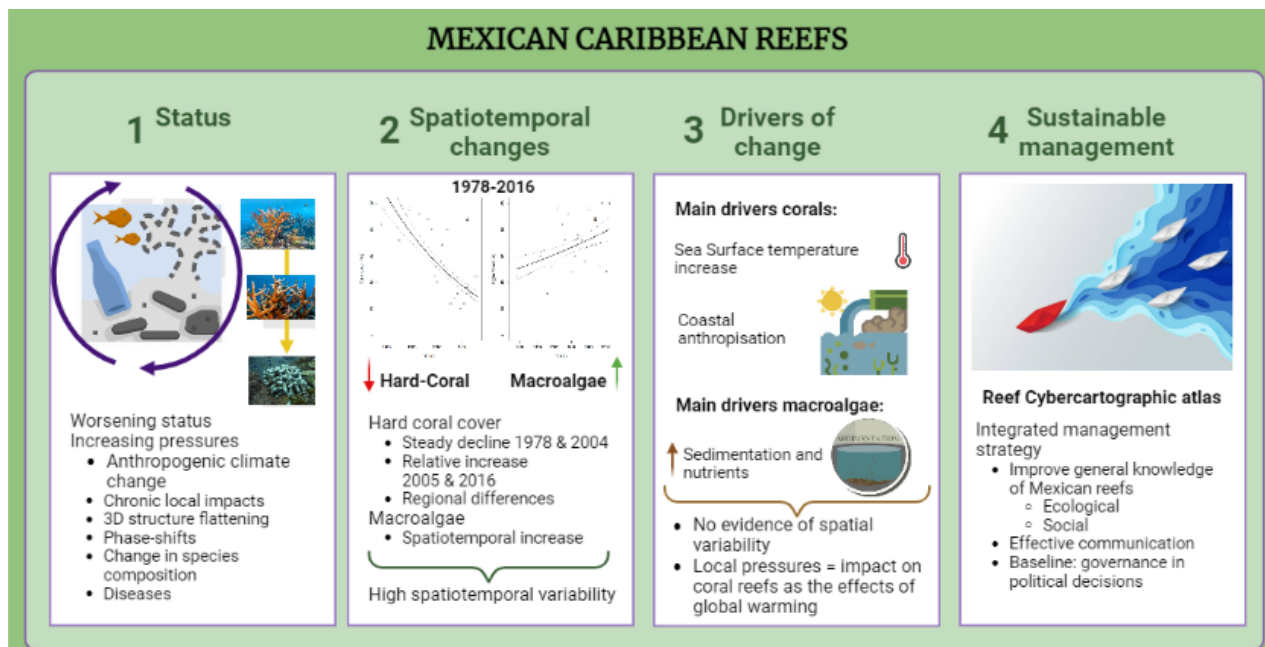 MEXICAN CARIBBEAN REEFS
1 Status
Worsening status
Increasing pressures
• Anthropogenic climate
change
• Chronic local impacts
• 3D structure flattening
• Phase-shifts
• Change in species
composition
• Diseases
2 Spatiotemporal
changes
1978-2016
Hard-Coral
Macroalgae
Hard coral cover
• Steady decline 1978 & 2004
• Relative increase
2005 & 2016
• Regional differences
Macroalgae
• Spatiotemporal increase
High spatiotemporal variability
3 Drivers of
change
Main drivers corals:
Sea Surface temperature
increase
Coastal
anthropisation
Main drivers macroalgae:
Sedimentation and
nutrients
• No evidence of spatial
variability
• Local pressures = impact on
coral reefs as the effects of
global warming
4 Sustainable
management
Reef Cybercartographic atlas
Integrated management
strategy
• Improve general knowledge
of Mexican reefs
○ Ecological
○ Social
• Effective communication
• Baseline: governance in
political decisions